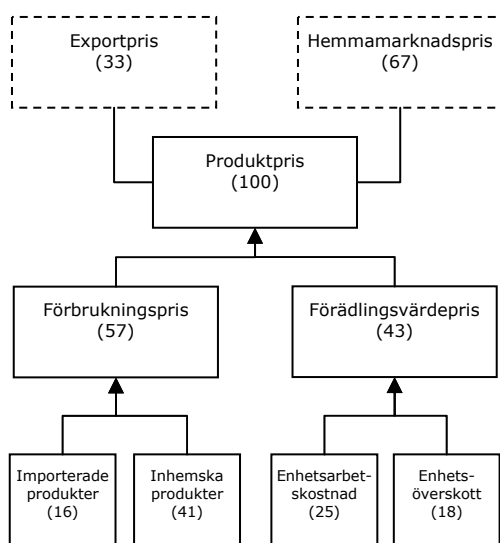 Exportpris
(33)
Hemmamarknadspris
(67)
Produktpris
(100)
Förbrukningspris
(57)
Förädlingsvärdepris
(43)
Importerade
produkter
(16)
Inhemska
produkter
(41)
Enhetsarbet-
skostnad
(25)
Enhets-
överskott
(18)